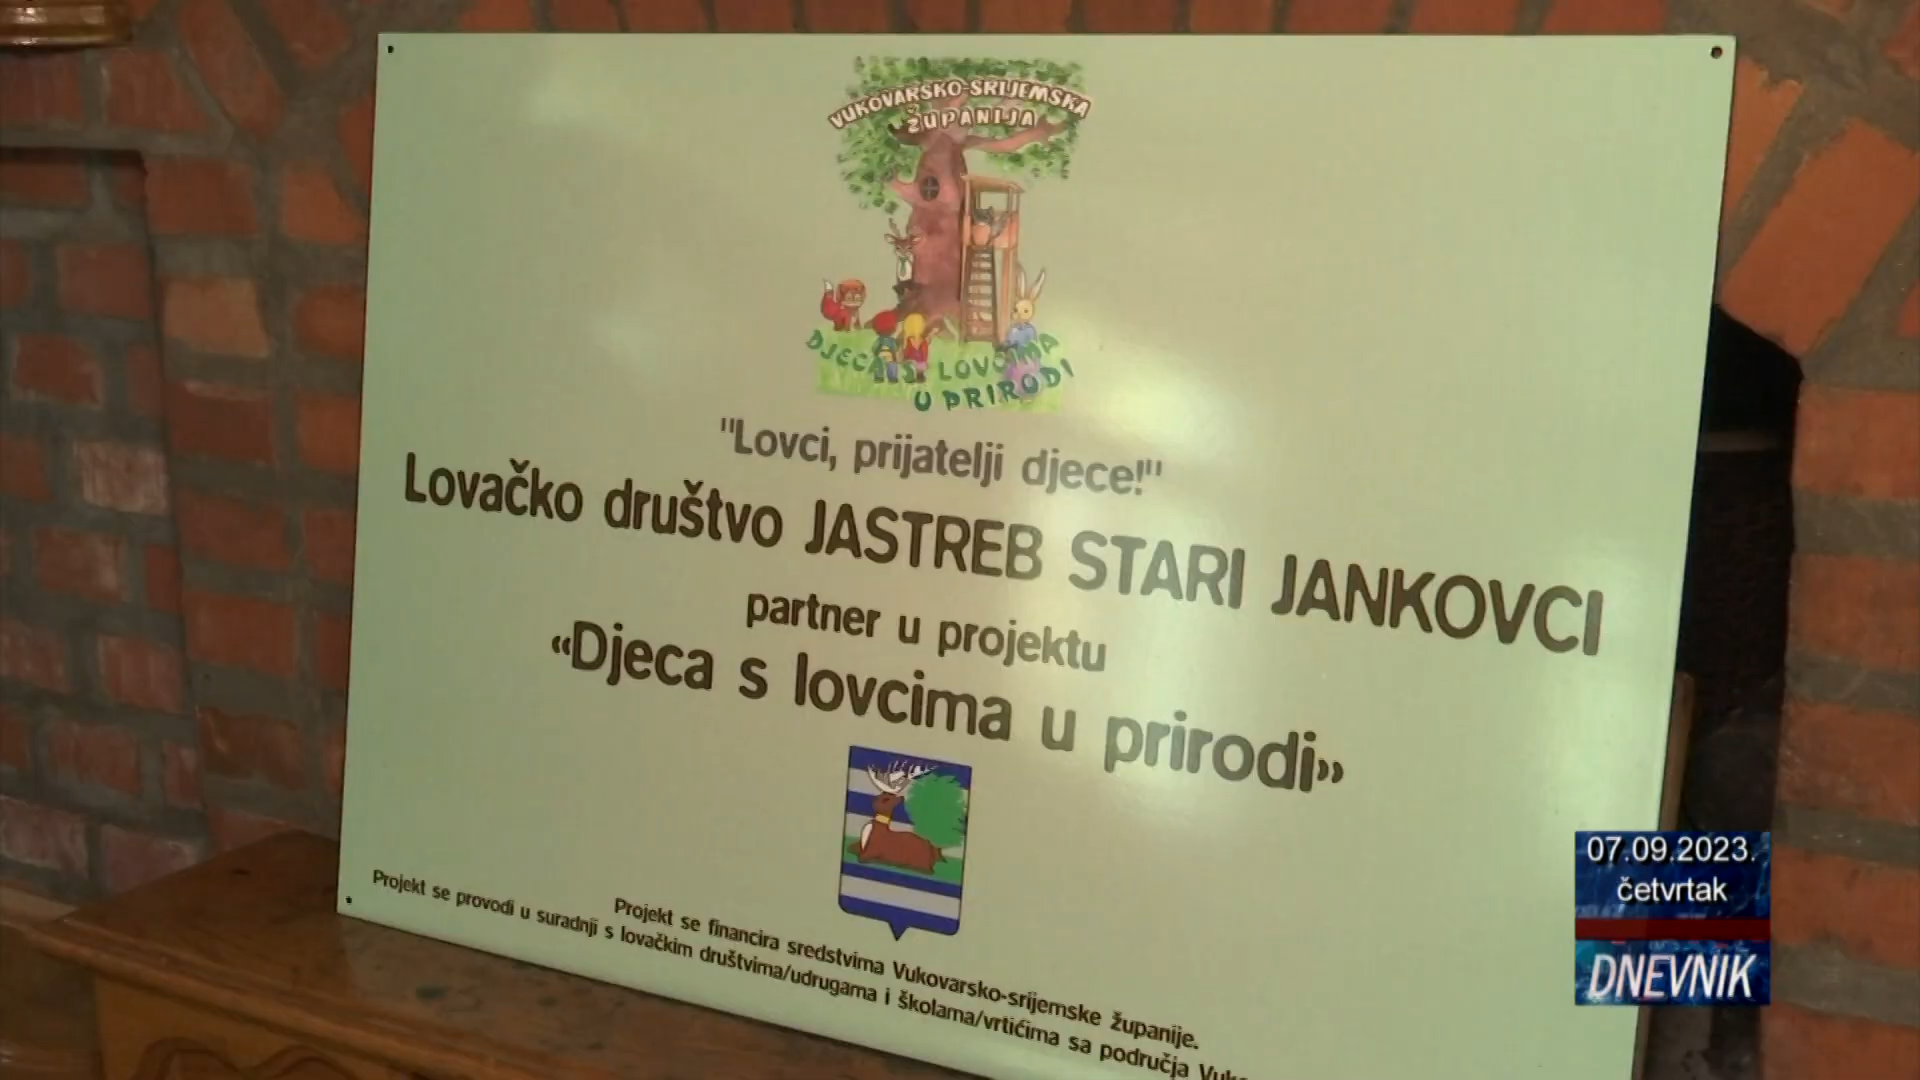 VUKOVARSKO-SRIJEMSKA
ŽUPANIJA
DJECA S LOVCIMA
U PRIRODI
"Lovci, prijatelji djece!"
Lovačko društvo JASTREB STARI JANKOVCI
partner u projektu
«Djeca s lovcima u prirodi»
Projekt se financira sredstvima Vukovarsko-srijemske županije.
Projekt se provodi u suradnji s lovačkim društvima/udrugama i školama/vrtićima sa područja
07.09.2023.
četvrtak
DNEVNIK